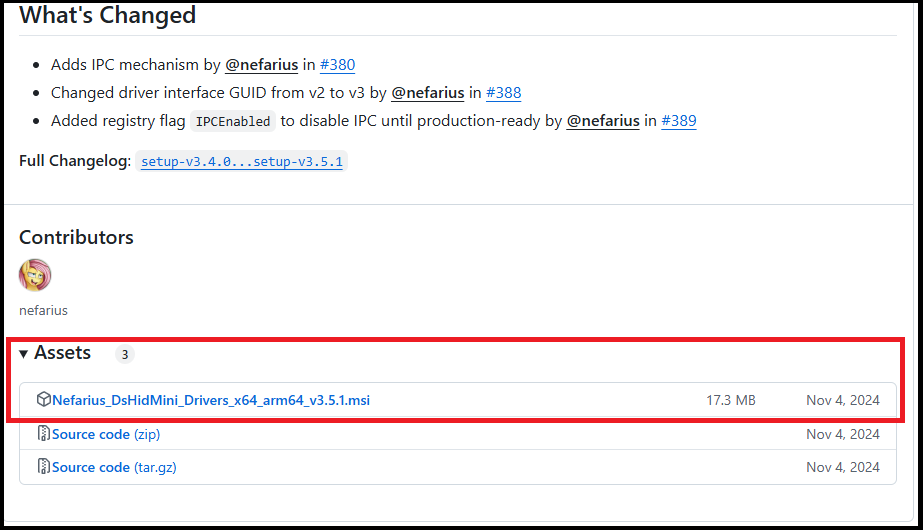 What's Changed
Adds IPC mechanism by @nefarius in #380
Changed driver interface GUID from v2 to v3 by @nefarius in #388
Added registry flag IPCEnabled to disable IPC until production-ready by @nefarius in #389
Full Changelog: setup-v3.4.0...setup-v3.5.1
Contributors
nefarius
Assets 3
Nefarius_DsHidMini_Drivers_x64_arm64_v3.5.1.msi 17.3 MB Nov 4, 2024
Source code (zip) Nov 4, 2024
Source code (tar.gz) Nov 4, 2024